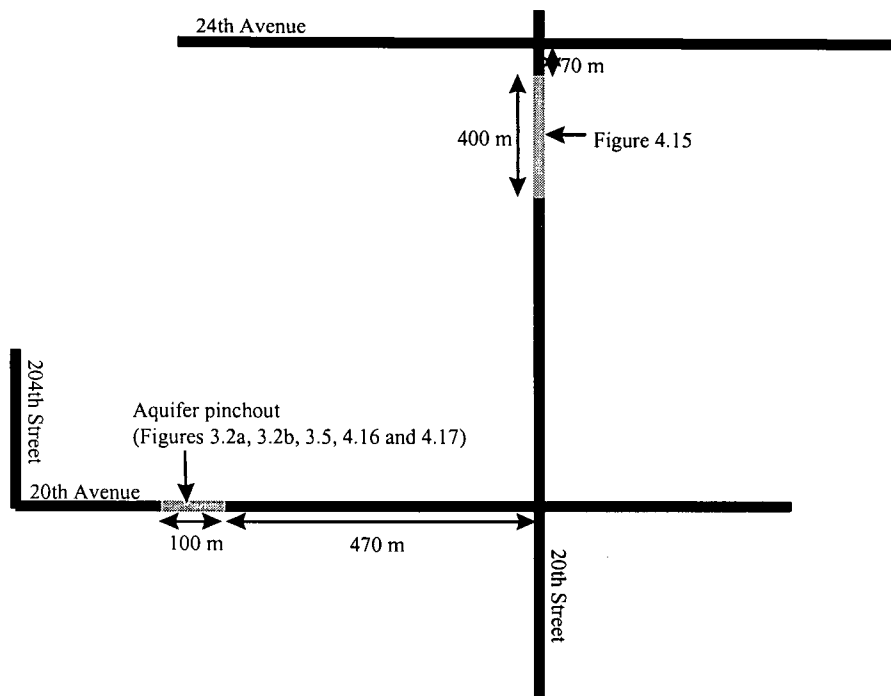 24th Avenue
70 m
400 m
Figure 4.15
204th Street
Aquifer pinchout
(Figures 3.2a, 3.2b, 3.5, 4.16 and 4.17)
20th Avenue
100 m
470 m
20th Street